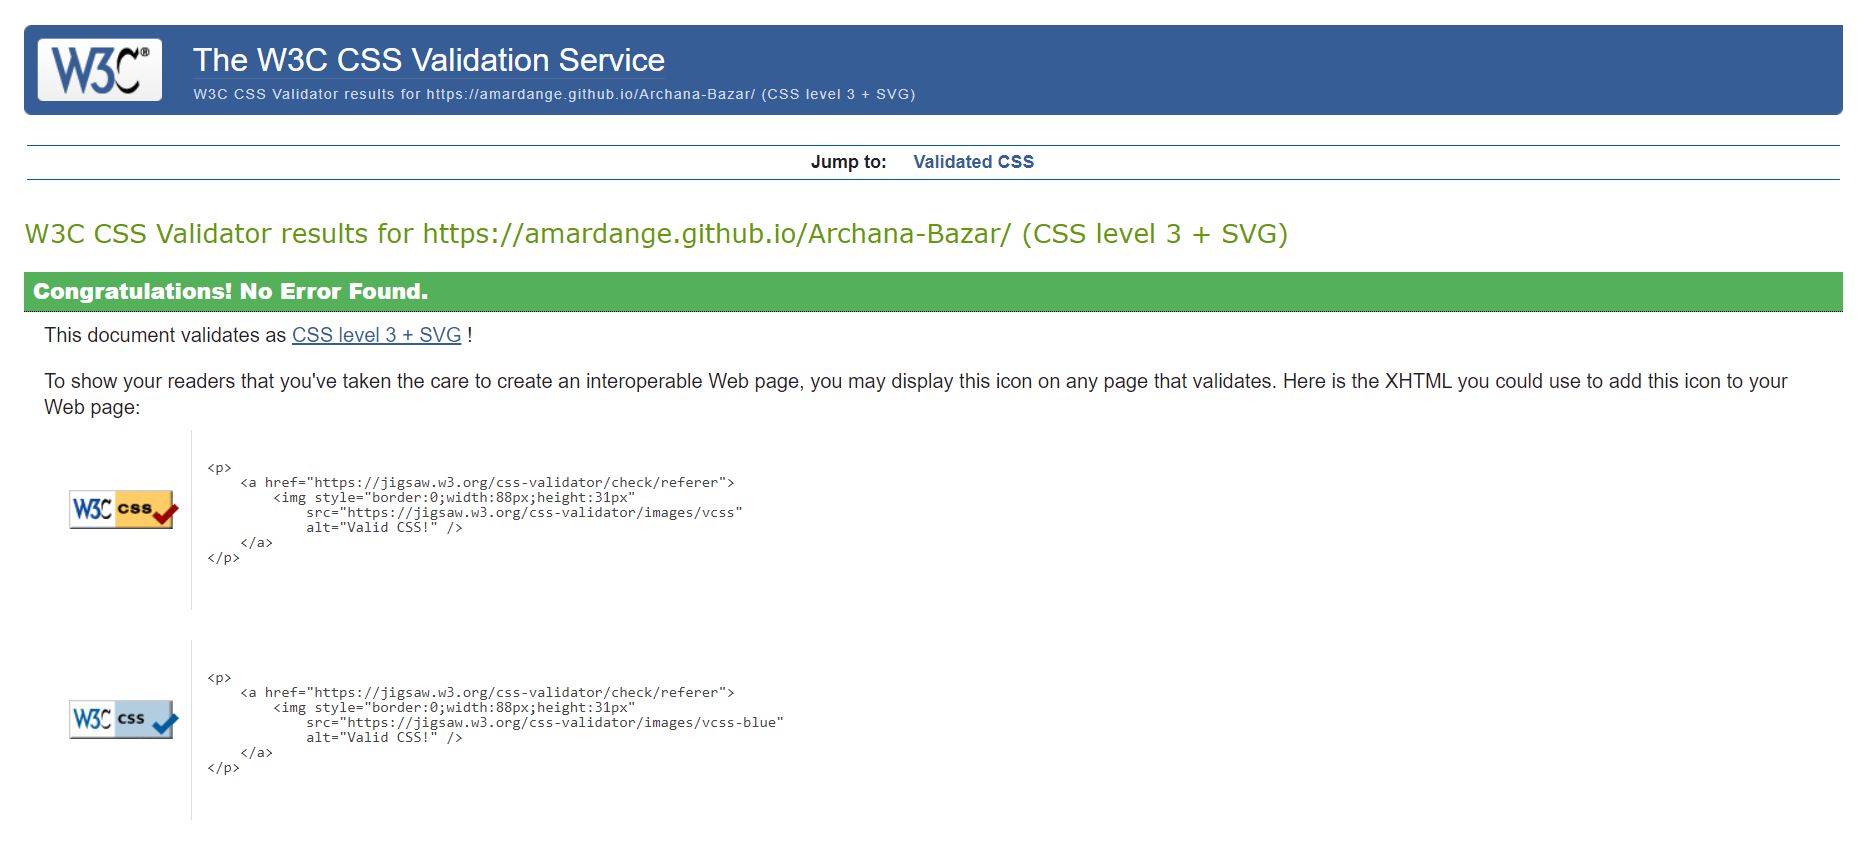 W3C®
The W3C CSS Validation Service
W3C CSS Validator results for https://amardange.github.io/Archana-Bazar/ (CSS level 3 + SVG)
Jump to: Validated CSS
W3C CSS Validator results for https://amardange.github.io/Archana-Bazar/ (CSS level 3 + SVG)
Congratulations! No Error Found.
This document validates as CSS level 3 + SVG !
To show your readers that you've taken the care to create an interoperable Web page, you may display this icon on any page that validates. Here is the XHTML you could use to add this icon to your
Web page:
W3C css
<p>
    <a href="https://jigsaw.w3.org/css-validator/check/referer">
        <img style="border:0;width:88px;height:31px"
            src="https://jigsaw.w3.org/css-validator/images/vcss"
            alt="Valid CSS!" />
    </a>
</p>
W3C css
<p>
    <a href="https://jigsaw.w3.org/css-validator/check/referer">
        <img style="border:0;width:88px;height:31px"
            src="https://jigsaw.w3.org/css-validator/images/vcss-blue"
            alt="Valid CSS!" />
    </a>
</p>